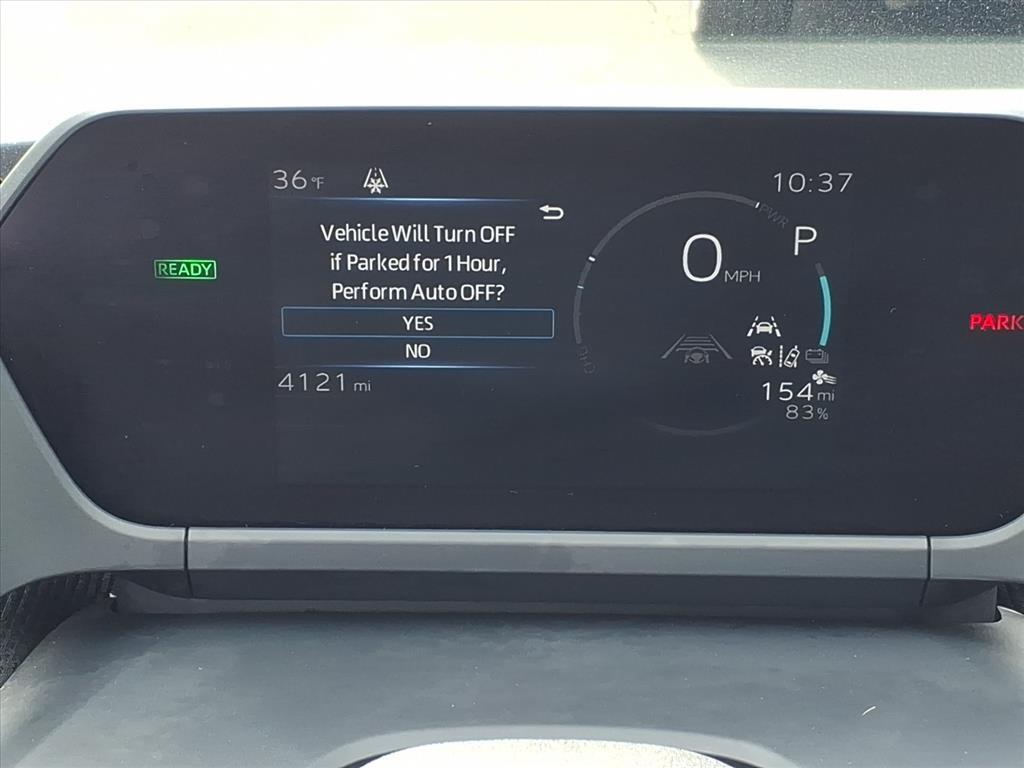 36 °F
10:37
Vehicle Will Turn OFF
if Parked for 1 Hour,
Perform Auto OFF?
YES
NO
4121 mi
READY
PWR
0 MPH
P
CHG
154 mi
83%
PARK